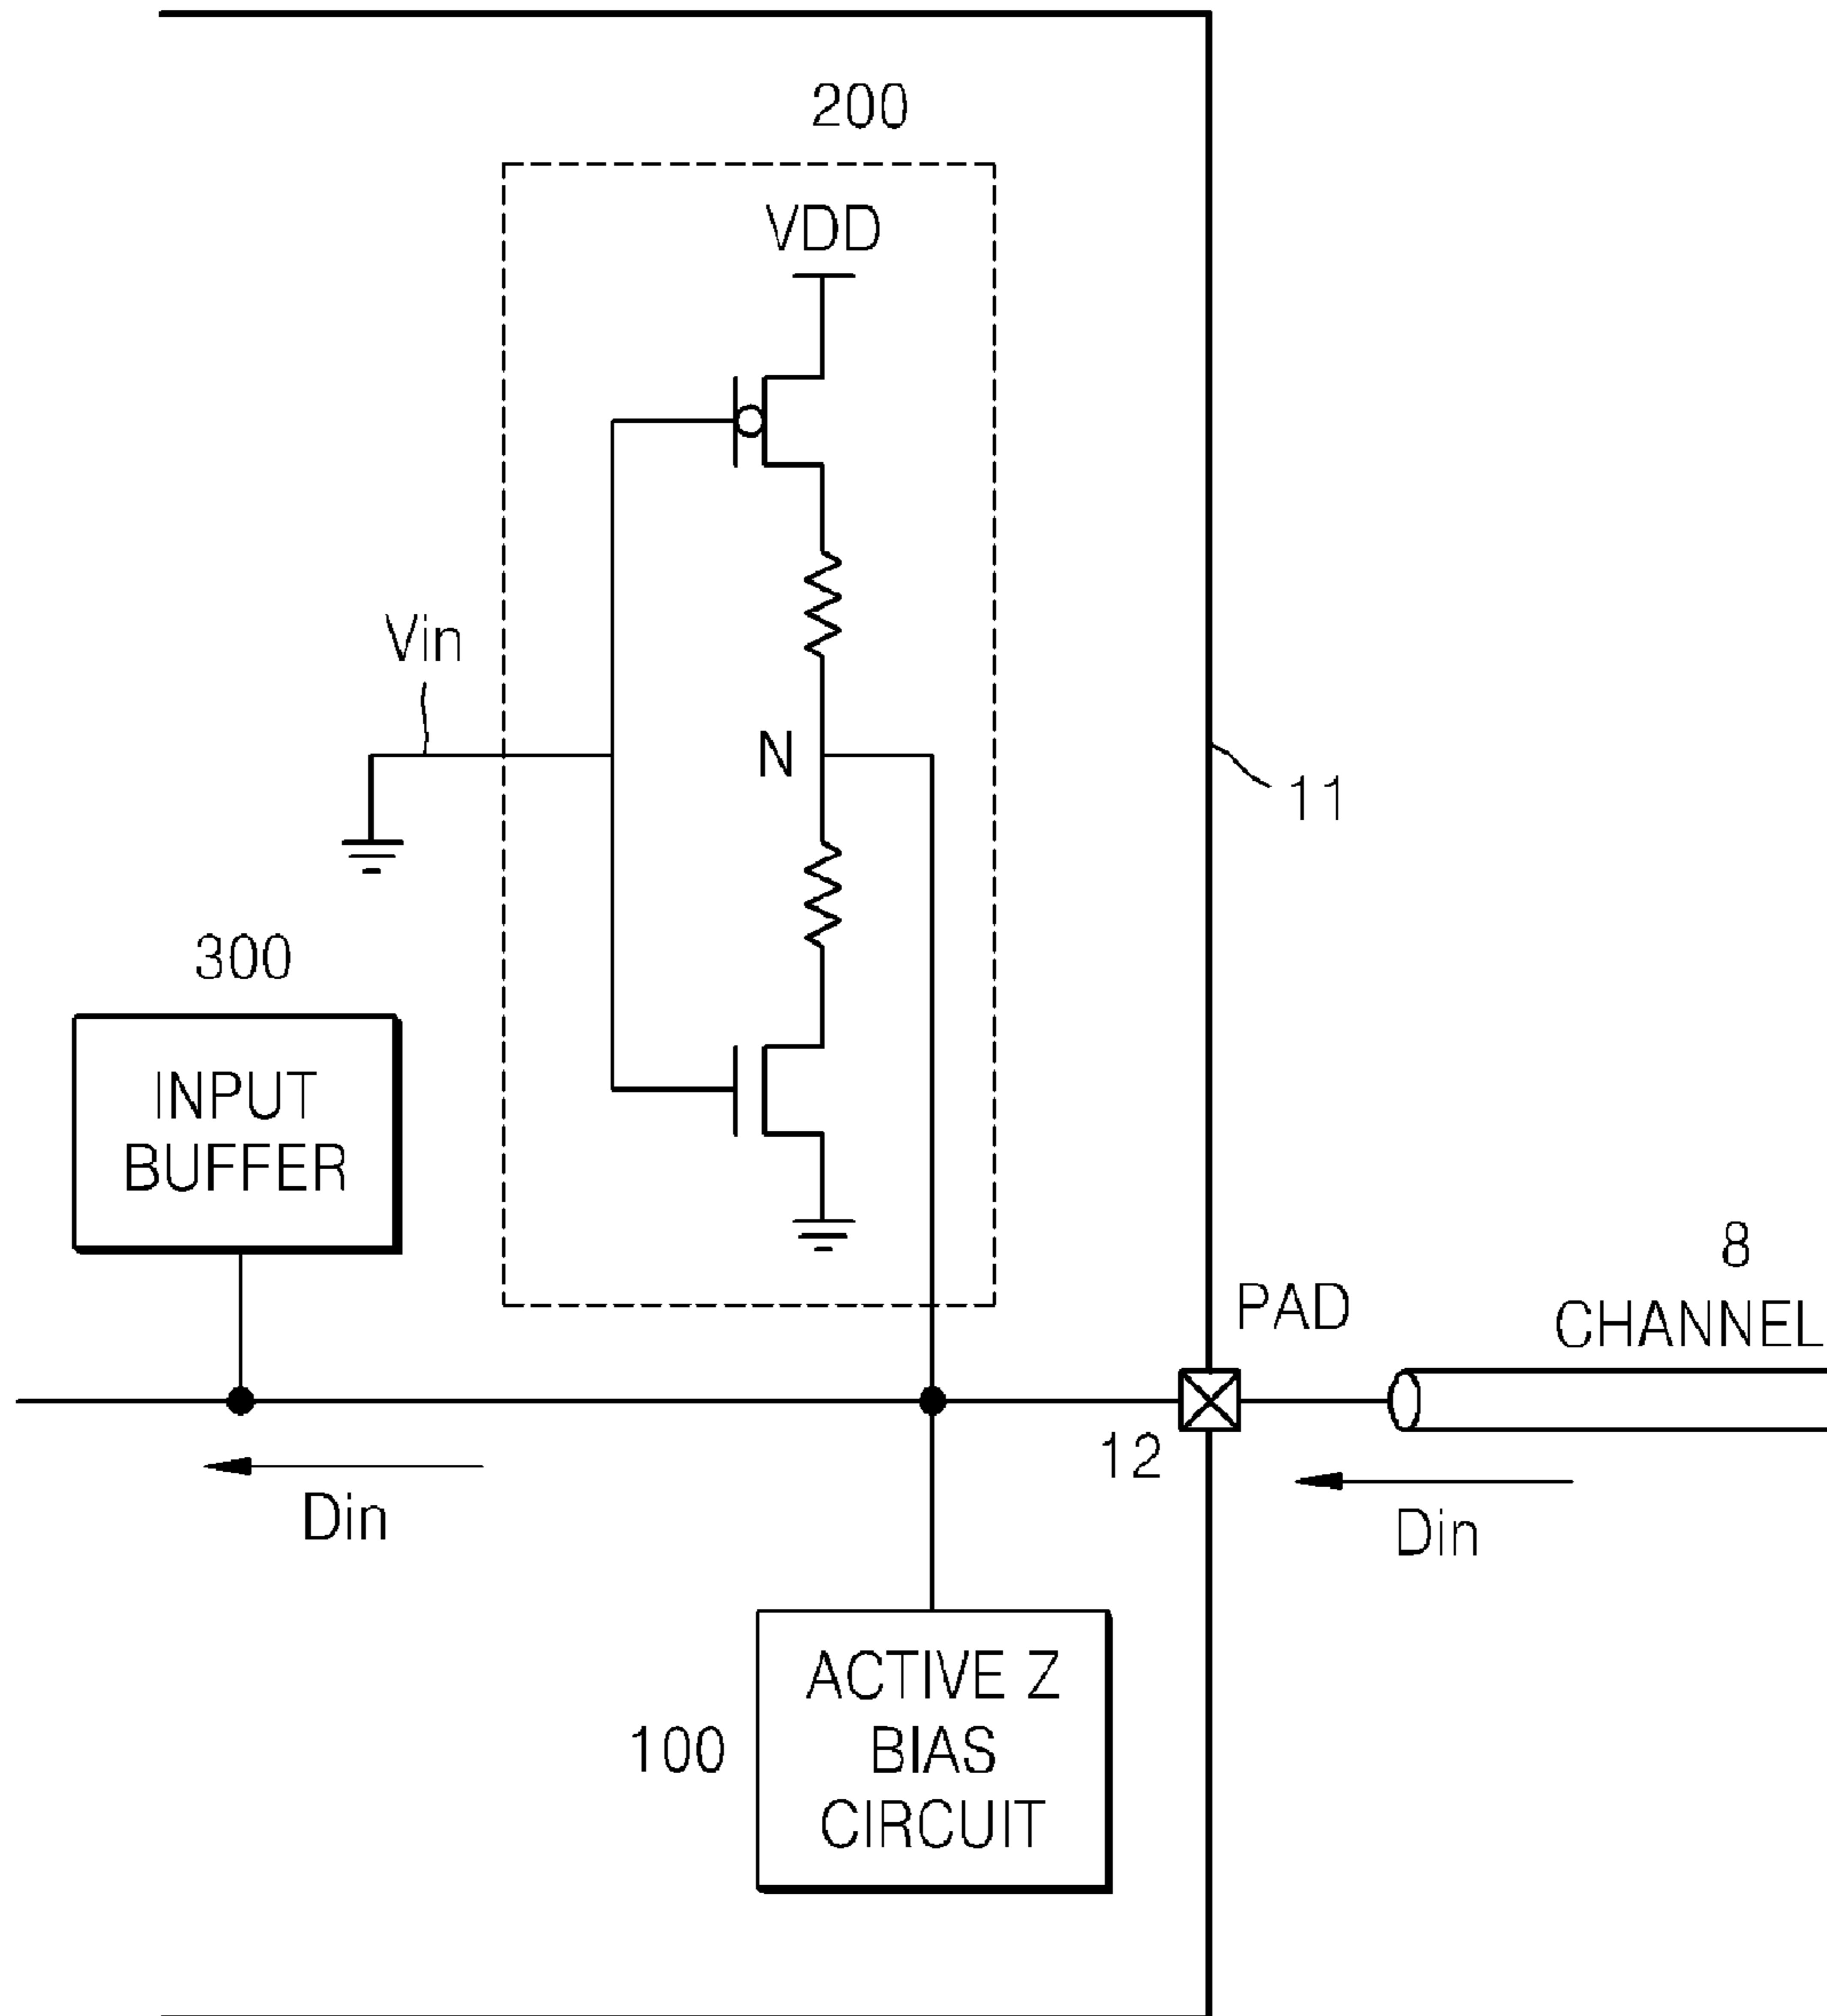 200
VDD
Vin
N
11
300
INPUT
BUFFER
8
PAD
CHANNEL
12
Din
Din
ACTIVE Z
100
BIAS
CIRCUIT